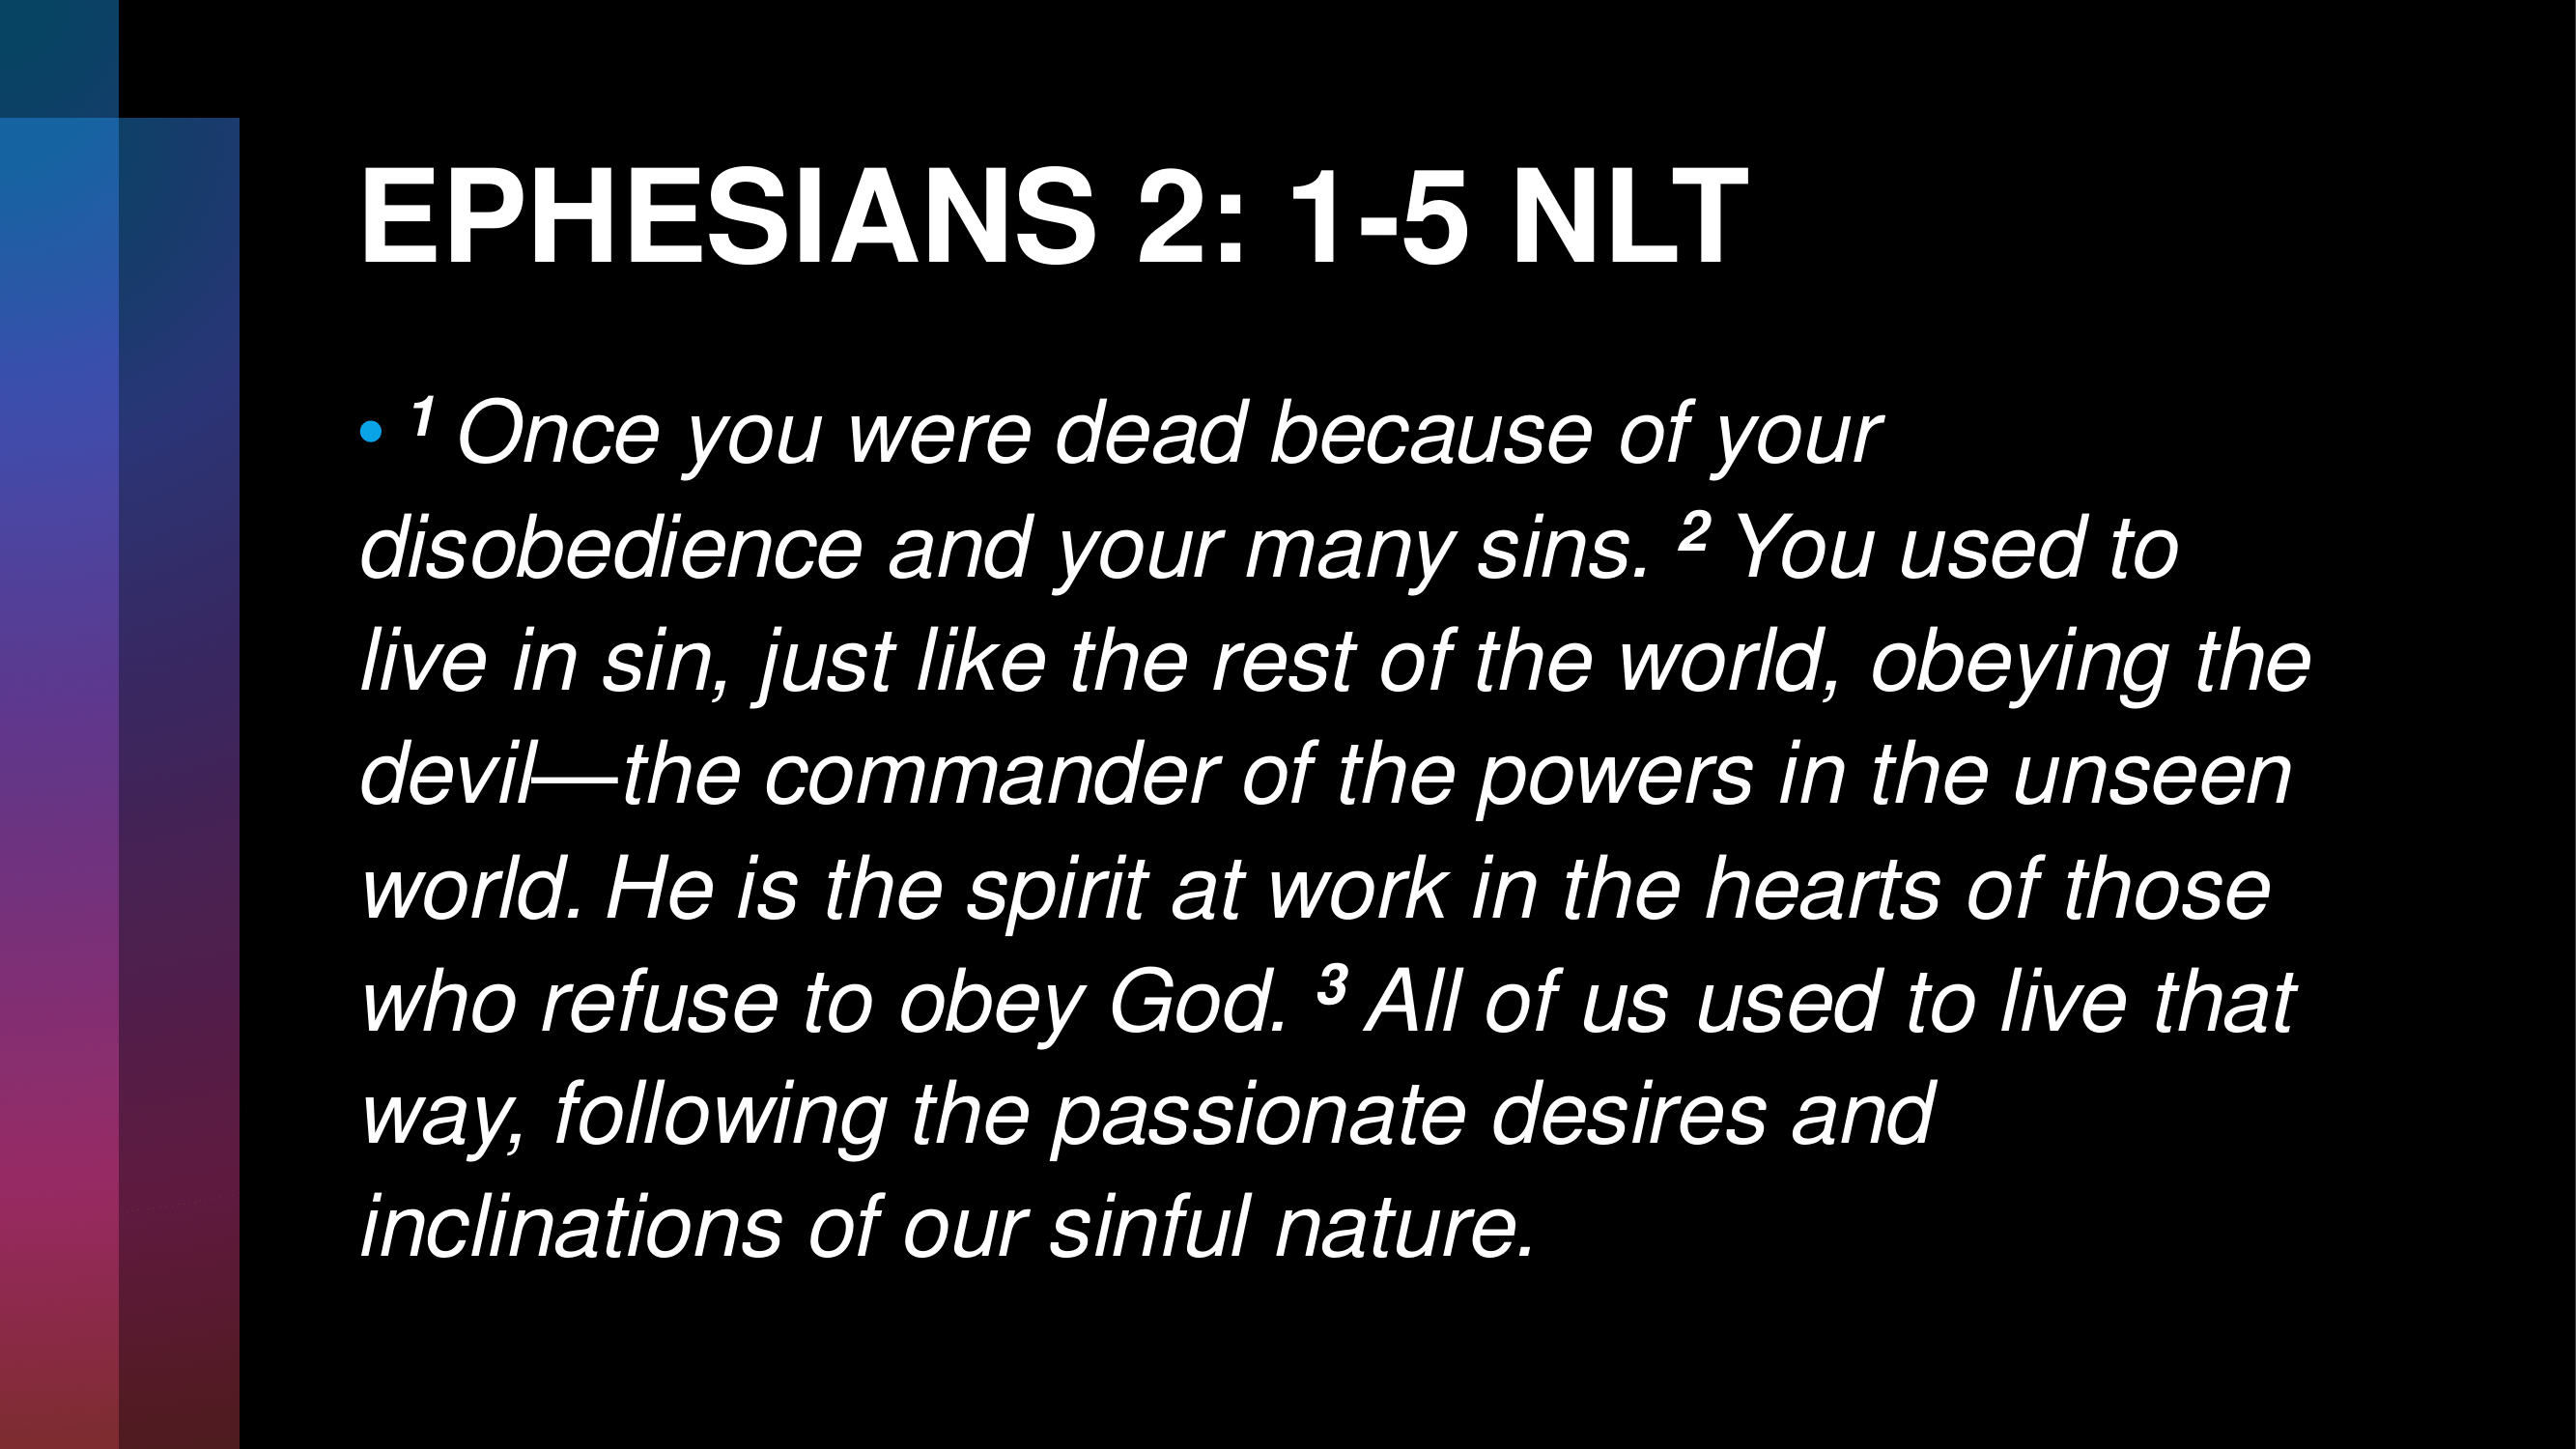 EPHESIANS 2: 1-5 NLT
• ¹ Once you were dead because of your
disobedience and your many sins. ² You used to
live in sin, just like the rest of the world, obeying the
devil—the commander of the powers in the unseen
world. He is the spirit at work in the hearts of those
who refuse to obey God. ³ All of us used to live that
way, following the passionate desires and
inclinations of our sinful nature.